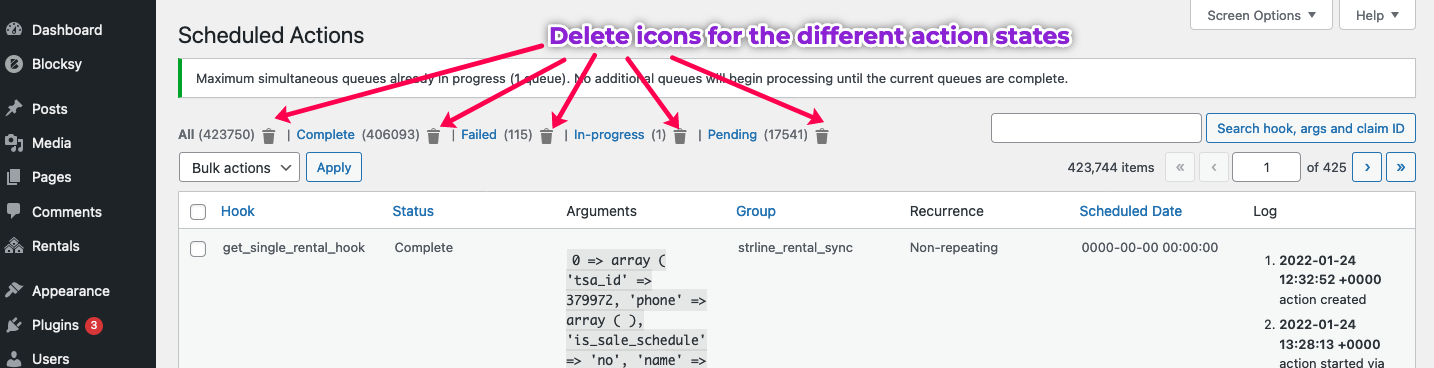 Dashboard
Blocksy
Posts
Media
Pages
Comments
Rentals
Appearance
Plugins 3
Users
Screen Options ▼ Help ▼
Scheduled Actions
Delete icons for the different action states
Maximum simultaneous queues already in progress (1 queue). No additional queues will begin processing until the current queues are complete.
All (423750) | Complete (406093) | Failed (115) | In-progress (1) | Pending (17541)
Search hook, args and claim ID
Bulk actions Apply
423,744 items « ‹ 1 of 425 › »
Hook Status Arguments Group Recurrence Scheduled Date Log
get_single_rental_hook Complete strline_rental_sync Non-repeating 0000-00-00 00:00:00
0 => array (
'tsa_id' =>
379972, 'phone' =>
array ( ),
'is_sale_schedule'
=> 'no', 'name' =>
1. 2022-01-24
12:32:52 +0000
action created
2. 2022-01-24
13:28:13 +0000
action started via